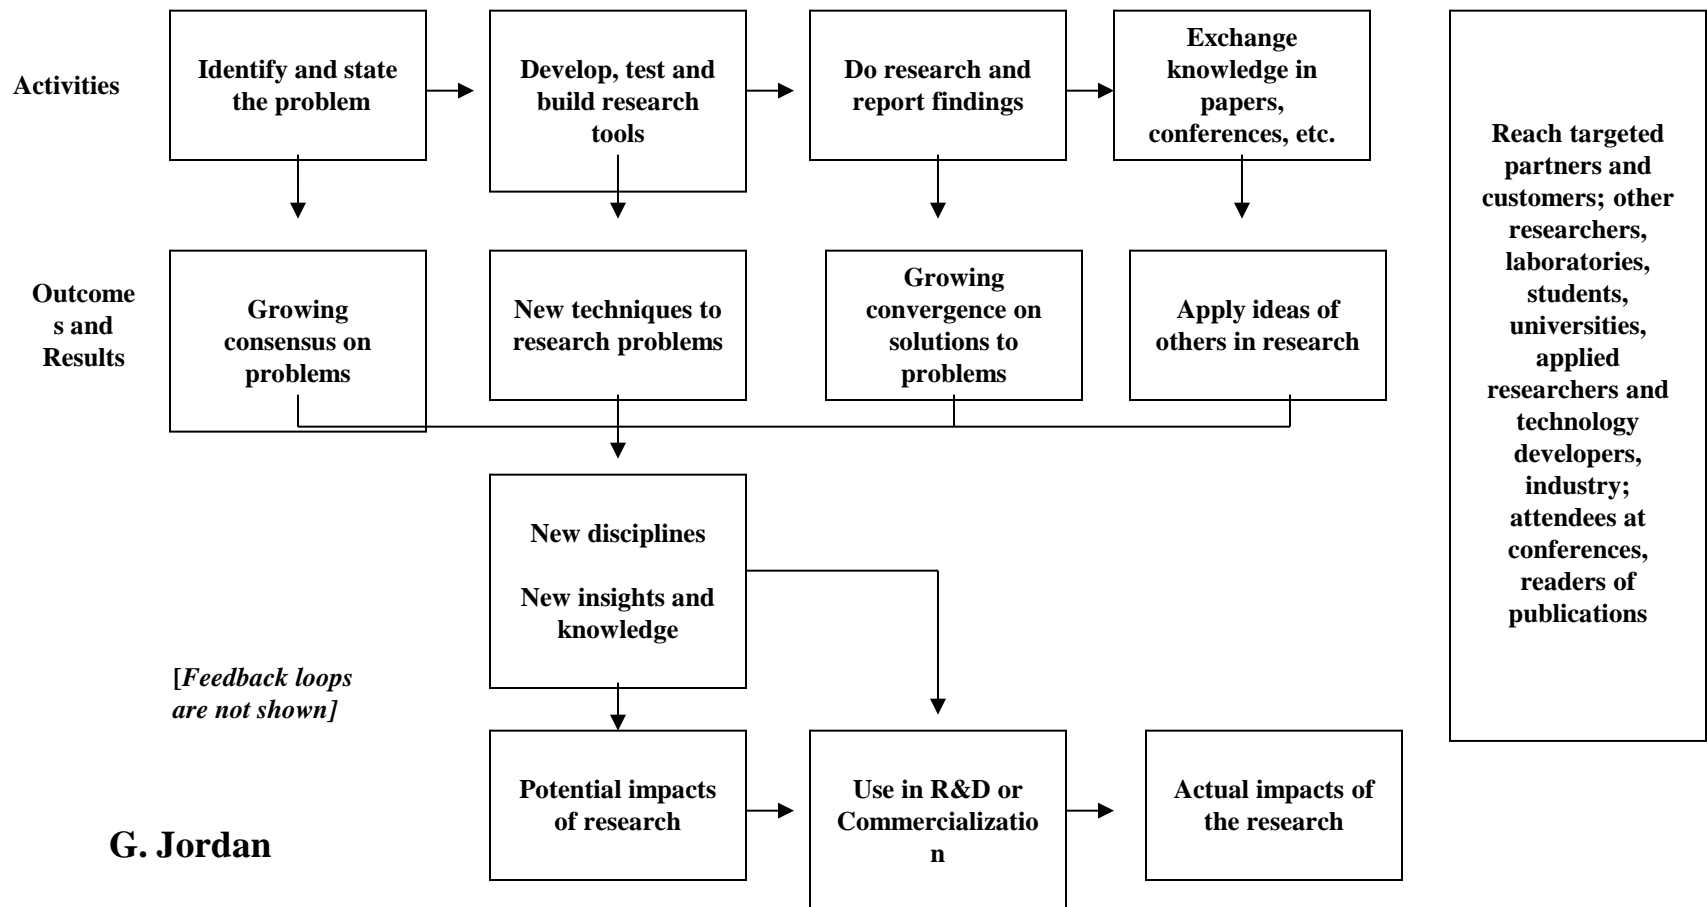 Activities
Identify and state
the problem
Develop, test and
build research
tools
Do research and
report findings
Exchange
knowledge in
papers,
conferences, etc.
Reach targeted
partners and
customers; other
researchers,
laboratories,
students,
universities,
applied
researchers and
technology
developers,
industry;
attendees at
conferences,
readers of
publications
Outcome
s and
Results
Growing
consensus on
problems
New techniques to
research problems
Growing
convergence on
solutions to
problems
Apply ideas of
others in research
New disciplines
New insights and
knowledge
[Feedback loops
are not shown]
Potential impacts
of research
Use in R&D or
Commercializatio
n
Actual impacts of
the research
G. Jordan